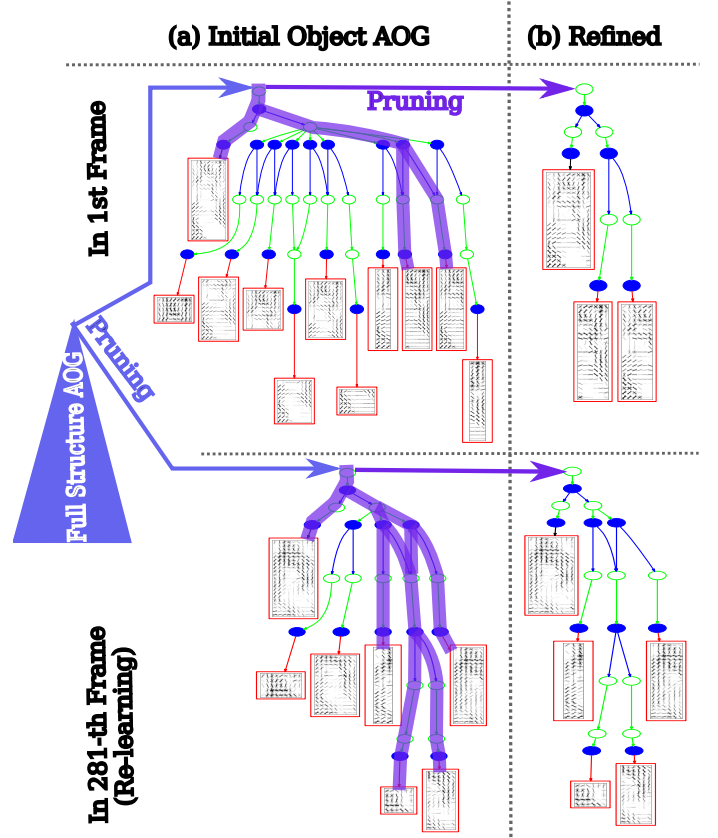 (a) Initial Object AOG
(b) Refined
In 1st Frame
Pruning
Pruning
Full Structure AOG
In 281-th Frame
(Re-learning)